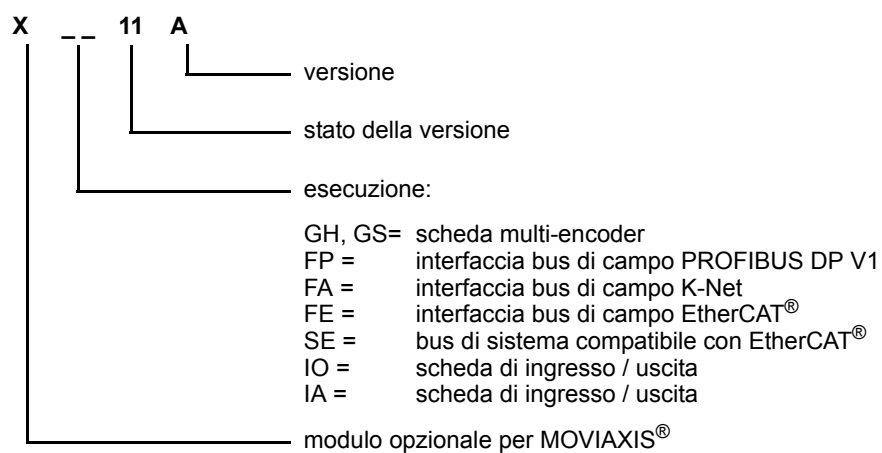 X _ _ 11 A
versione
stato della versione
esecuzione:
GH, GS= scheda multi-encoder
FP = interfaccia bus di campo PROFIBUS DP V1
FA = interfaccia bus di campo K-Net
FE = interfaccia bus di campo EtherCAT®
SE = bus di sistema compatibile con EtherCAT®
IO = scheda di ingresso / uscita
IA = scheda di ingresso / uscita
modulo opzionale per MOVIAXIS®